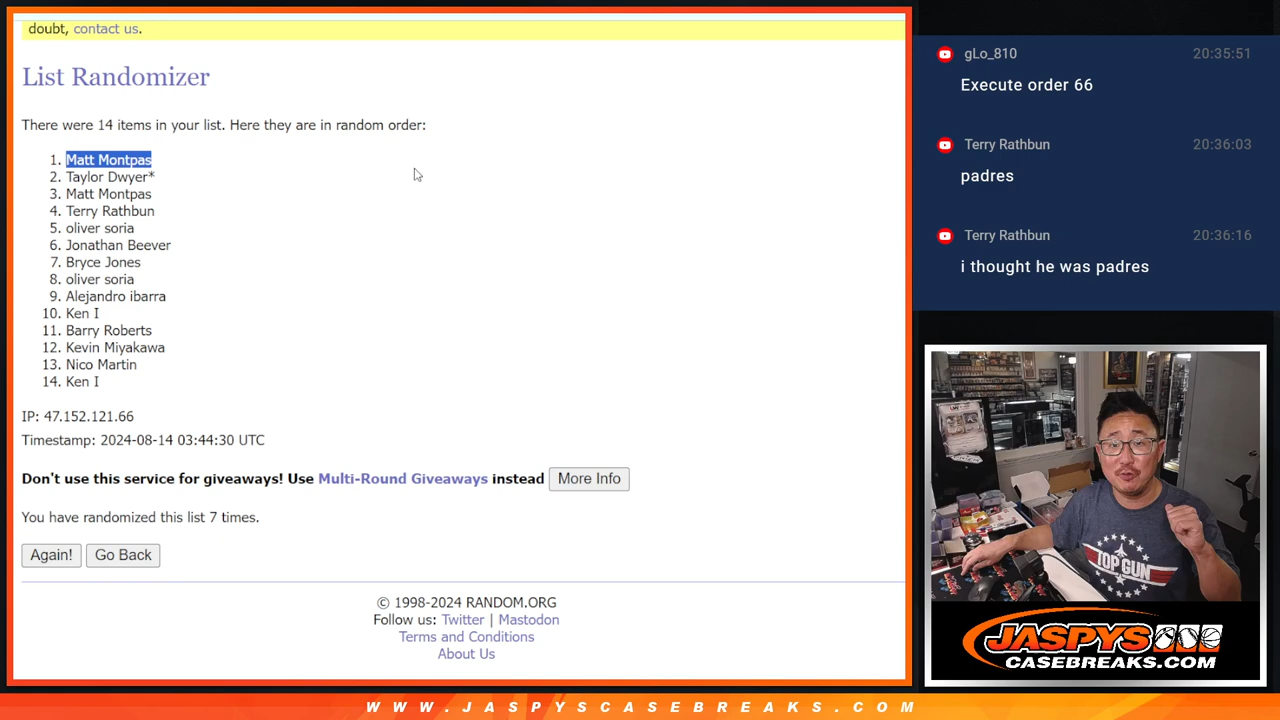 doubt, contact us.
List Randomizer
There were 14 items in your list. Here they are in random order:
1. Matt Montpas
2. Taylor Dwyer*
3. Matt Montpas
4. Terry Rathbun
5. oliver soria
6. Jonathan Beever
7. Bryce Jones
8. oliver soria
9. Alejandro ibarra
10. Ken I
11. Barry Roberts
12. Kevin Miyakawa
13. Nico Martin
14. Ken I
IP: 47.152.121.66
Timestamp: 2024-08-14 03:44:30 UTC
Don't use this service for giveaways! Use Multi-Round Giveaways instead More Info
You have randomized this list 7 times.
Again! Go Back
© 1998-2024 RANDOM.ORG
Follow us: Twitter | Mastodon
Terms and Conditions
About Us
gLo_810 20:35:51
Execute order 66
Terry Rathbun 20:36:03
padres
Terry Rathbun 20:36:16
i thought he was padres
TOP GUN
JASPYS
CASEBREAKS.COM
WWW.JASPYSCASEBREAKS.COM